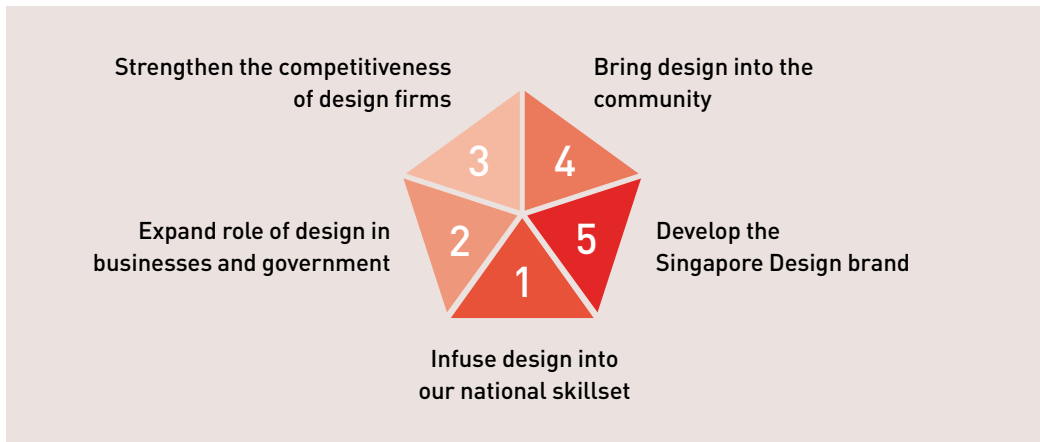 Strengthen the competitiveness
of design firms
Bring design into the
community
3
4
Expand role of design in
businesses and government
2
5
Develop the
Singapore Design brand
1
Infuse design into
our national skillset